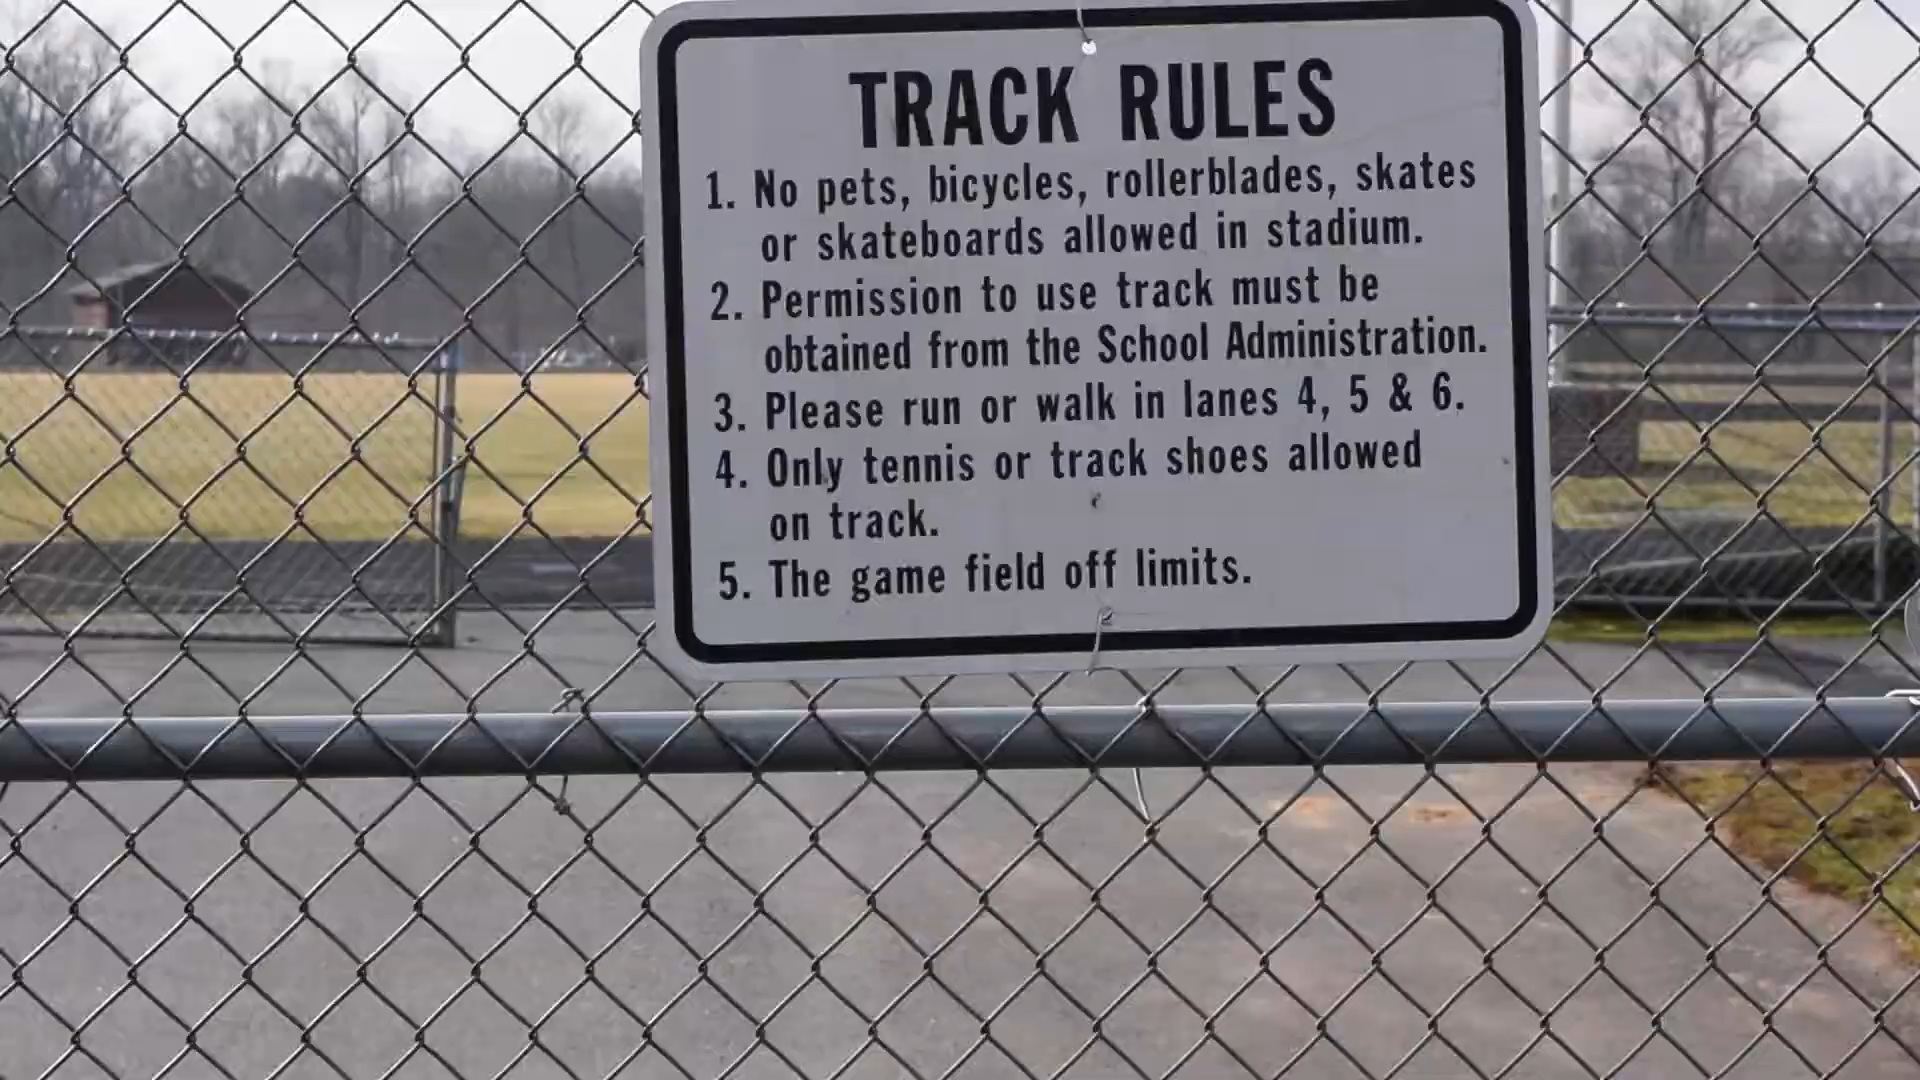 TRACK RULES
1. No pets, bicycles, rollerblades, skates
or skateboards allowed in stadium.
2. Permission to use track must be
obtained from the School Administration.
3. Please run or walk in lanes 4, 5 & 6.
4. Only tennis or track shoes allowed
on track.
5. The game field off limits.